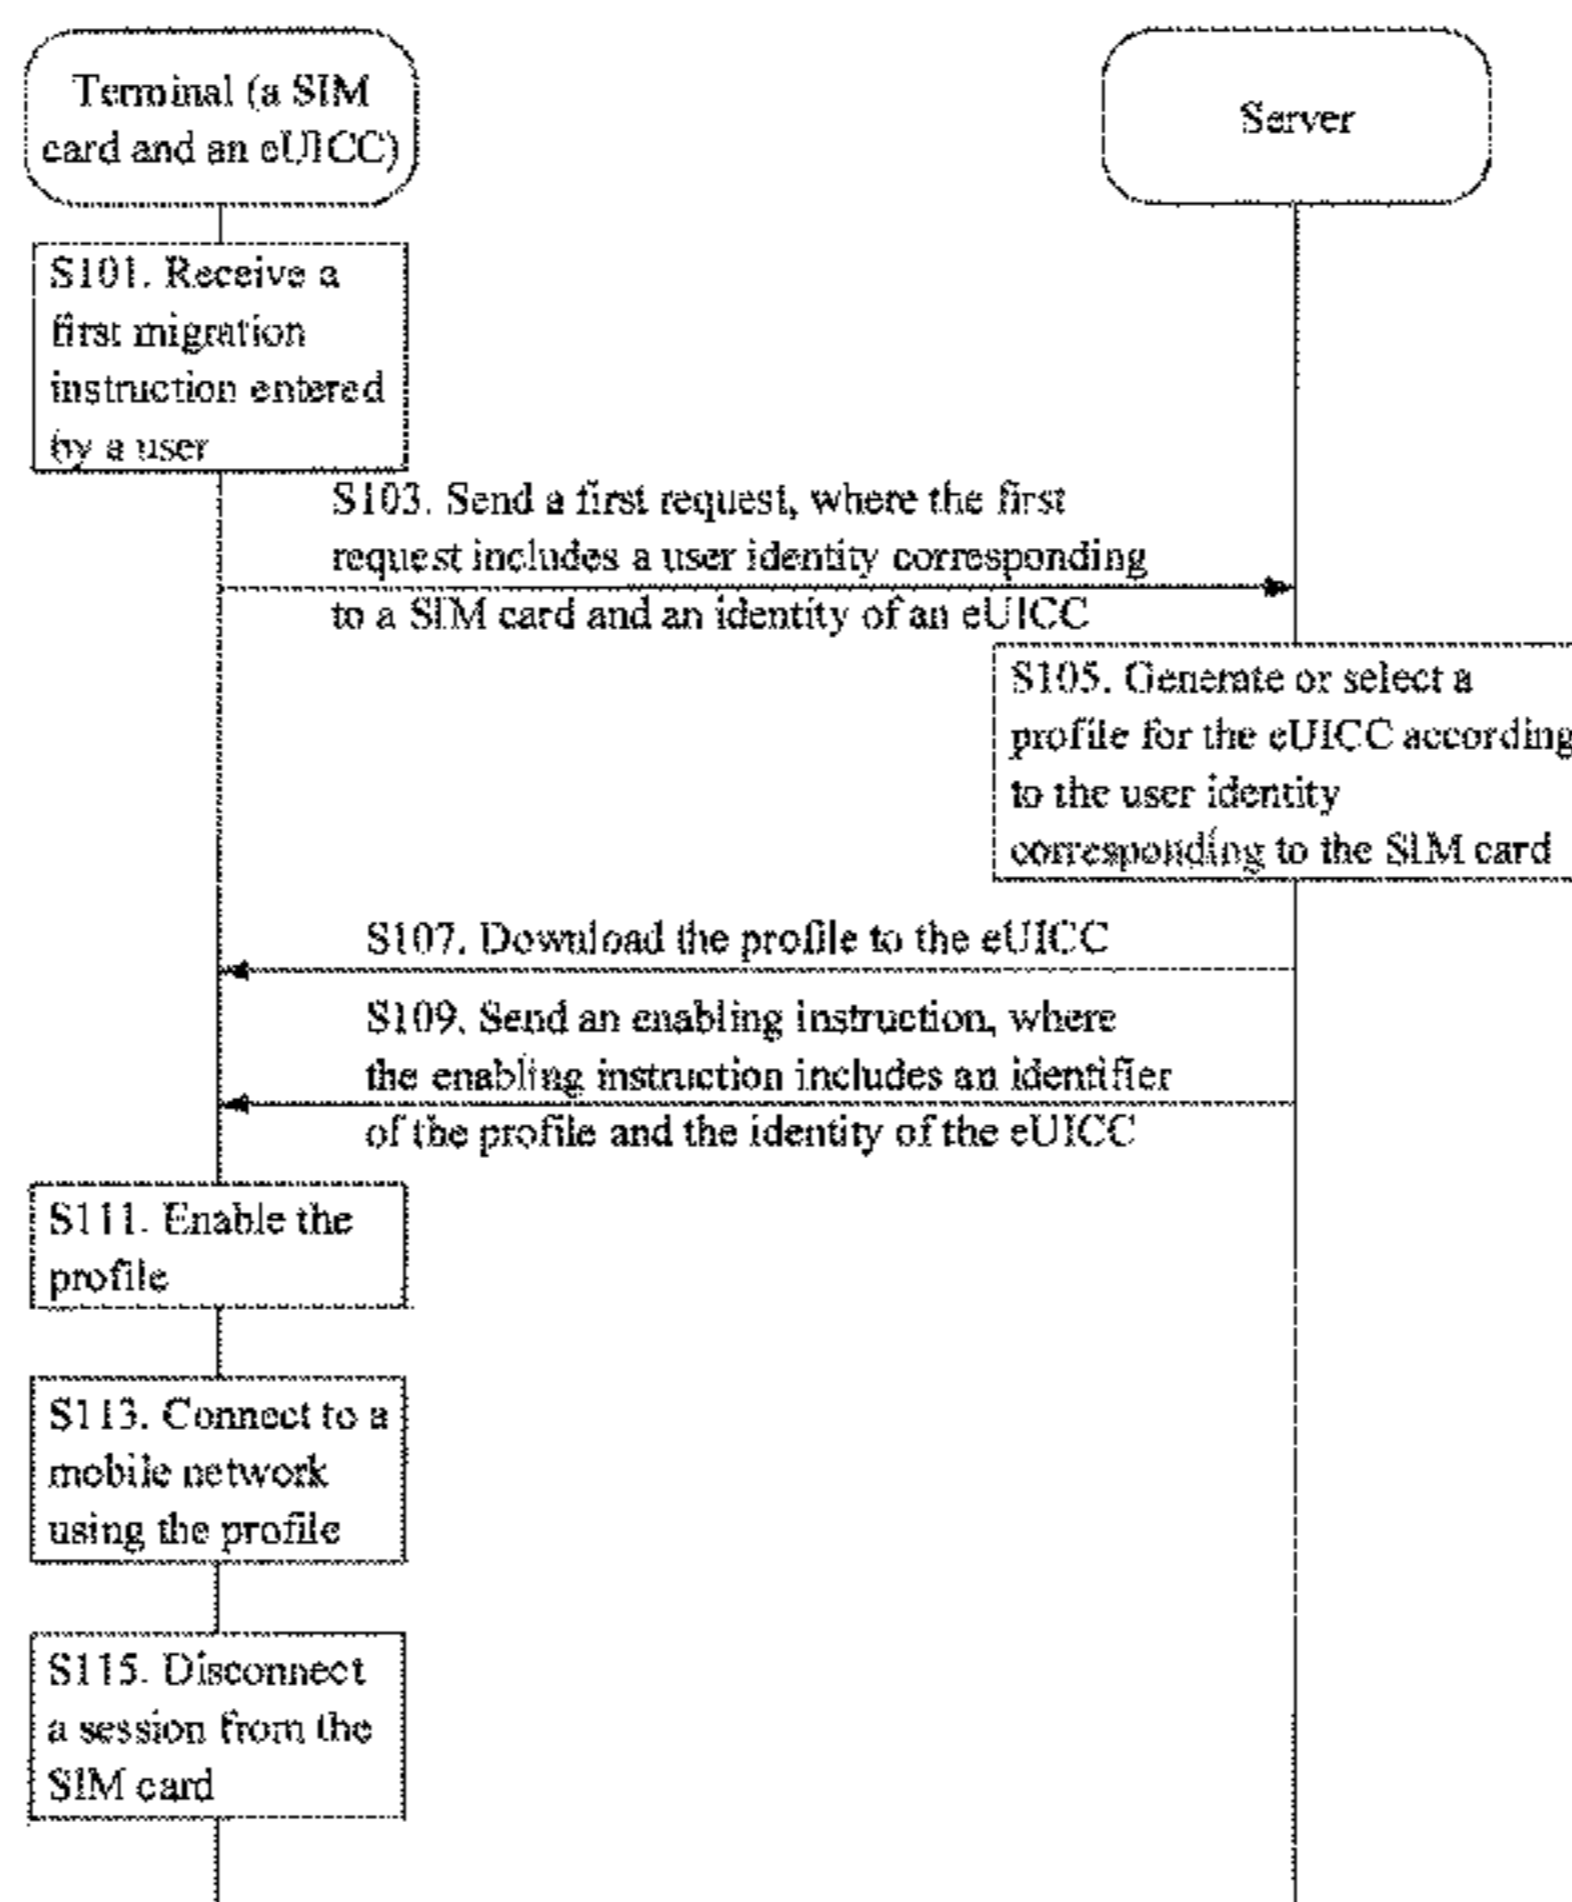 Terminal (a SIM
card and an eUICC)
Server
S101. Receive a
first migration
instruction entered
by a user
S103. Send a first request, where the first
request includes a user identity corresponding
to a SIM card and an identity of an eUICC
S105. Generate or select a
profile for the eUICC according
to the user identity
corresponding to the SIM card
S107. Download the profile to the eUICC
S109. Send an enabling instruction, where
the enabling instruction includes an identifier
of the profile and the identity of the eUICC
S111. Enable the
profile
S113. Connect to a
mobile network
using the profile
S115. Disconnect
a session from the
SIM card